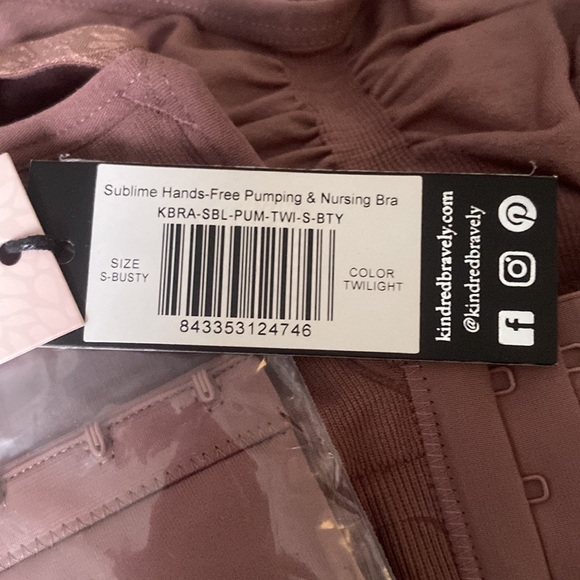 Sublime Hands-Free Pumping & Nursing Bra
KBRA-SBL-PUM-TWI-S-BTY
SIZE
S-BUSTY
COLOR
TWILIGHT
843353124746
kindredbravely.com
@kindredbravely